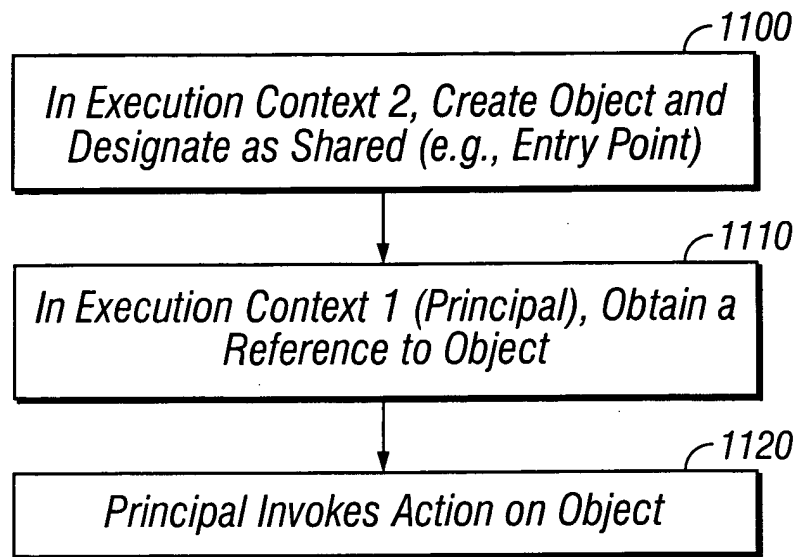 1100
In Execution Context 2, Create Object and
Designate as Shared (e.g., Entry Point)
1110
In Execution Context 1 (Principal), Obtain a
Reference to Object
1120
Principal Invokes Action on Object